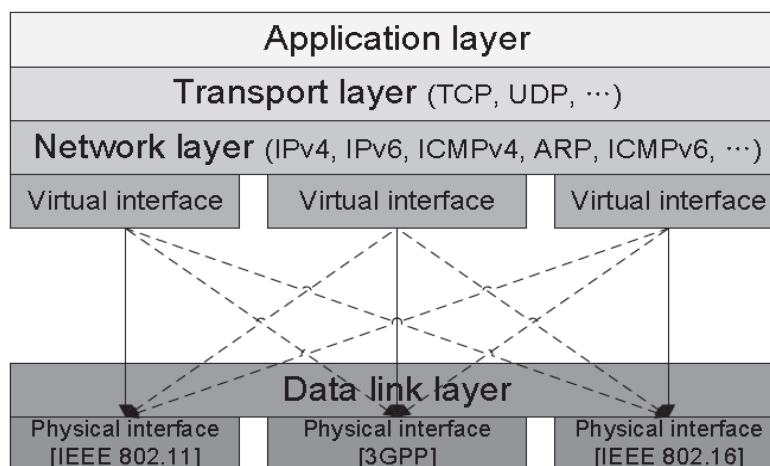 Application layer
Transport layer (TCP, UDP, ⋯)
Network layer (IPv4, IPv6, ICMPv4, ARP, ICMPv6, ⋯)
Virtual interface
Virtual interface
Virtual interface
Data link layer
Physical interface
[IEEE 802.11]
Physical interface
[3GPP]
Physical interface
[IEEE 802.16]